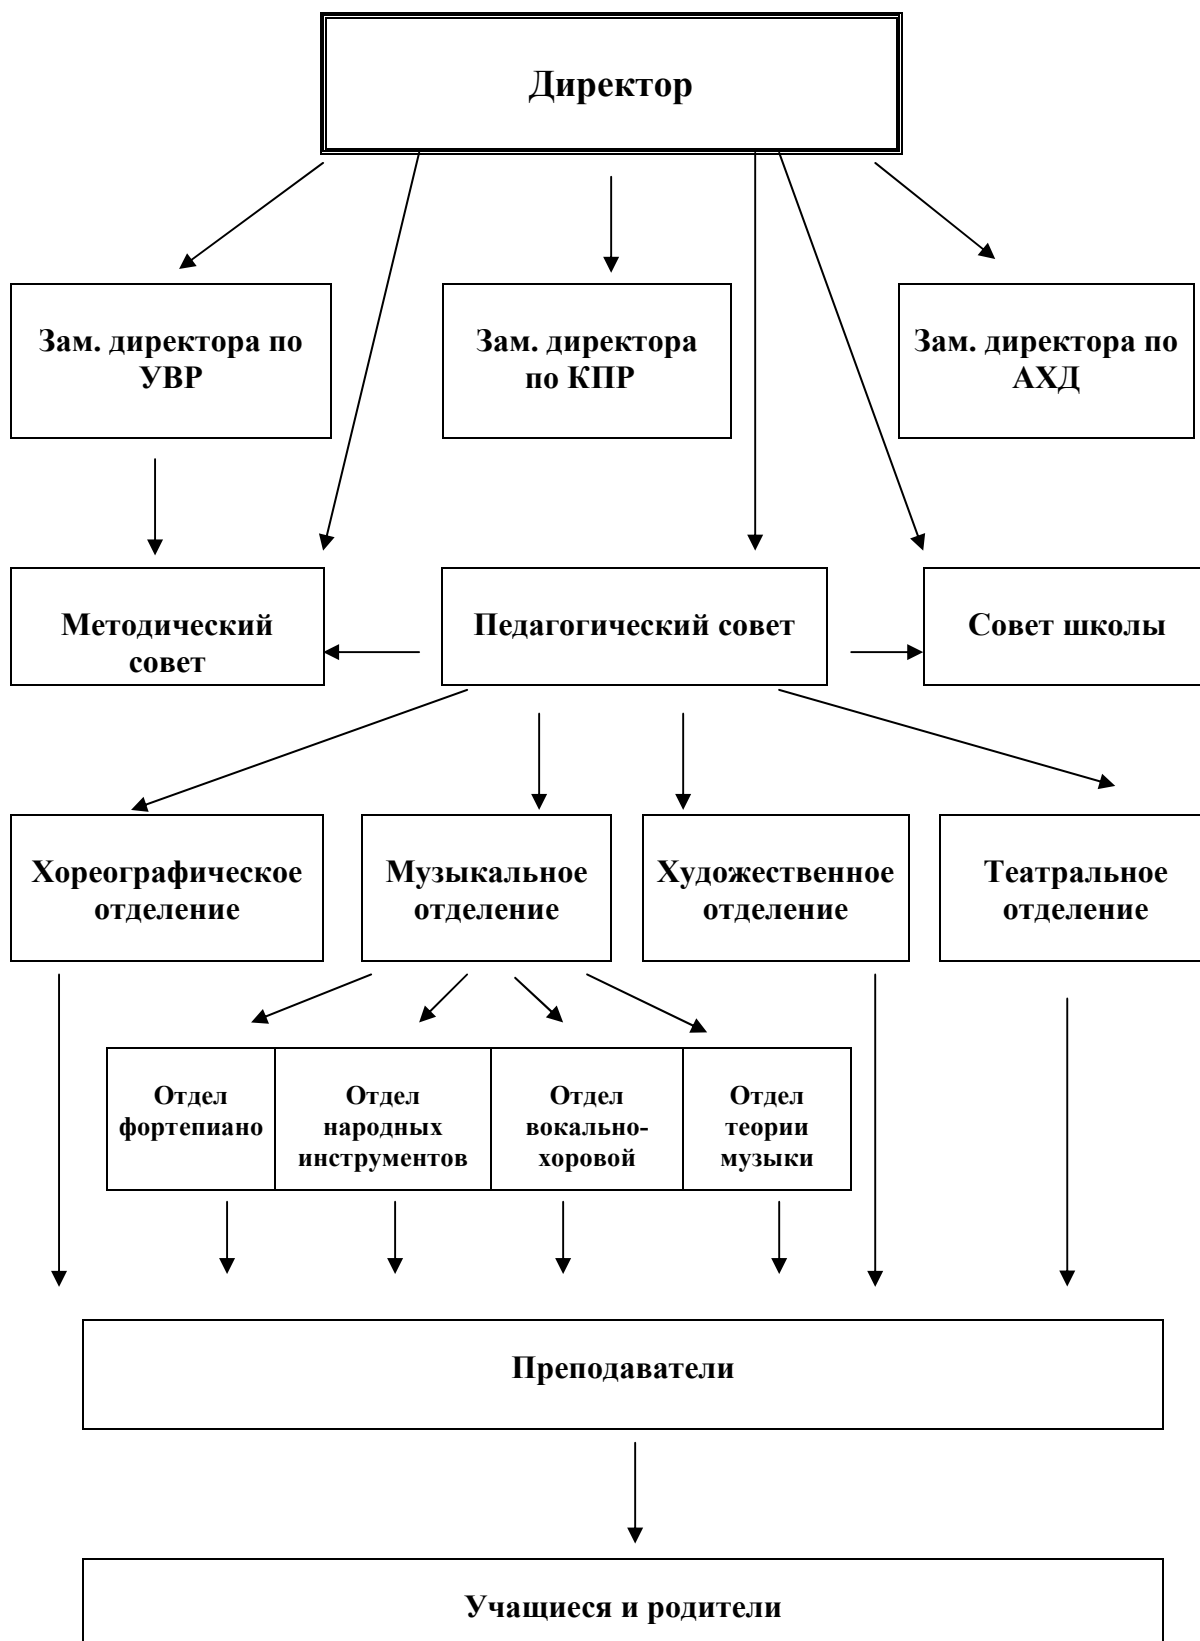 Директор
Зам. директора по
УВР
Зам. директора
по КПР
Зам. директора по
АХД
Методический
совет
Педагогический совет
Совет школы
Хореографическое
отделение
Музыкальное
отделение
Художественное
отделение
Театральное
отделение
Отдел
фортепиано
Отдел
народных
инструментов
Отдел
вокально-
хоровой
Отдел
теории
музыки
Преподаватели
Учащиеся и родители